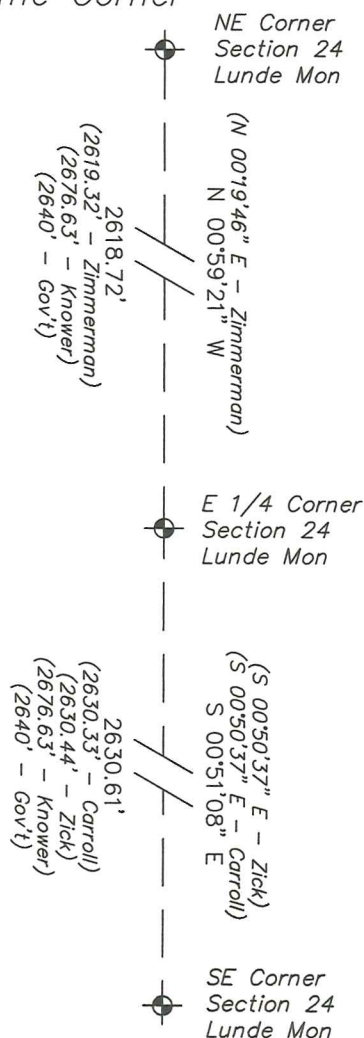 NE Corner
Section 24
Lunde Mon
(N 00°19'46" E - Zimmerman)
N 00°59'21" W
2618.72'
(2619.32' - Zimmerman)
(2676.63' - Knower)
(2640' - Gov't)
E 1/4 Corner
Section 24
Lunde Mon
(S 00°50'37" E - Zick)
(S 00°50'37" E - Carroll)
S 00°51'08" E
2630.61'
(2630.33' - Carroll)
(2630.44' - Zick)
(2676.63' - Knower)
(2640' - Gov't)
SE Corner
Section 24
Lunde Mon